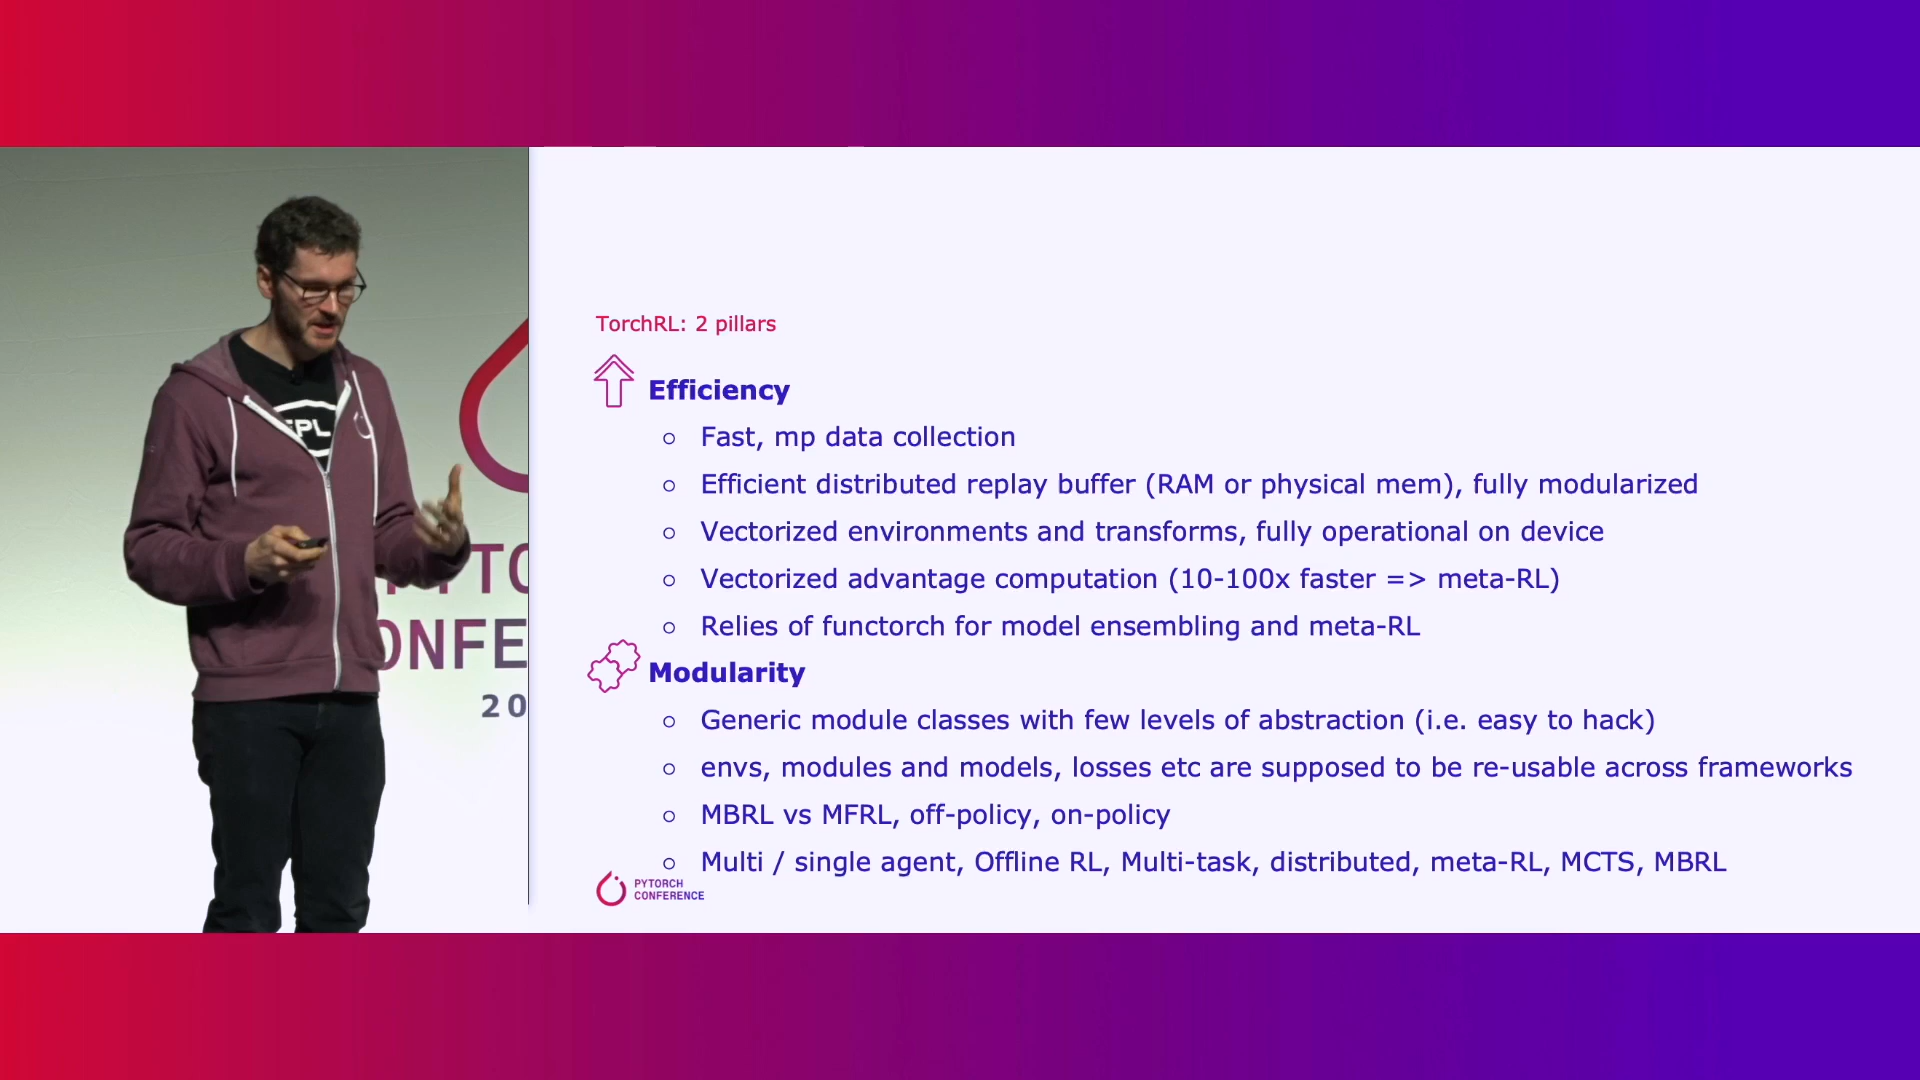 TorchRL: 2 pillars
Efficiency
○ Fast, mp data collection
○ Efficient distributed replay buffer (RAM or physical mem), fully modularized
○ Vectorized environments and transforms, fully operational on device
○ Vectorized advantage computation (10-100x faster => meta-RL)
○ Relies of functorch for model ensembling and meta-RL
Modularity
○ Generic module classes with few levels of abstraction (i.e. easy to hack)
○ envs, modules and models, losses etc are supposed to be re-usable across frameworks
○ MBRL vs MFRL, off-policy, on-policy
○ Multi / single agent, Offline RL, Multi-task, distributed, meta-RL, MCTS, MBRL
PYTORCH
CONFERENCE